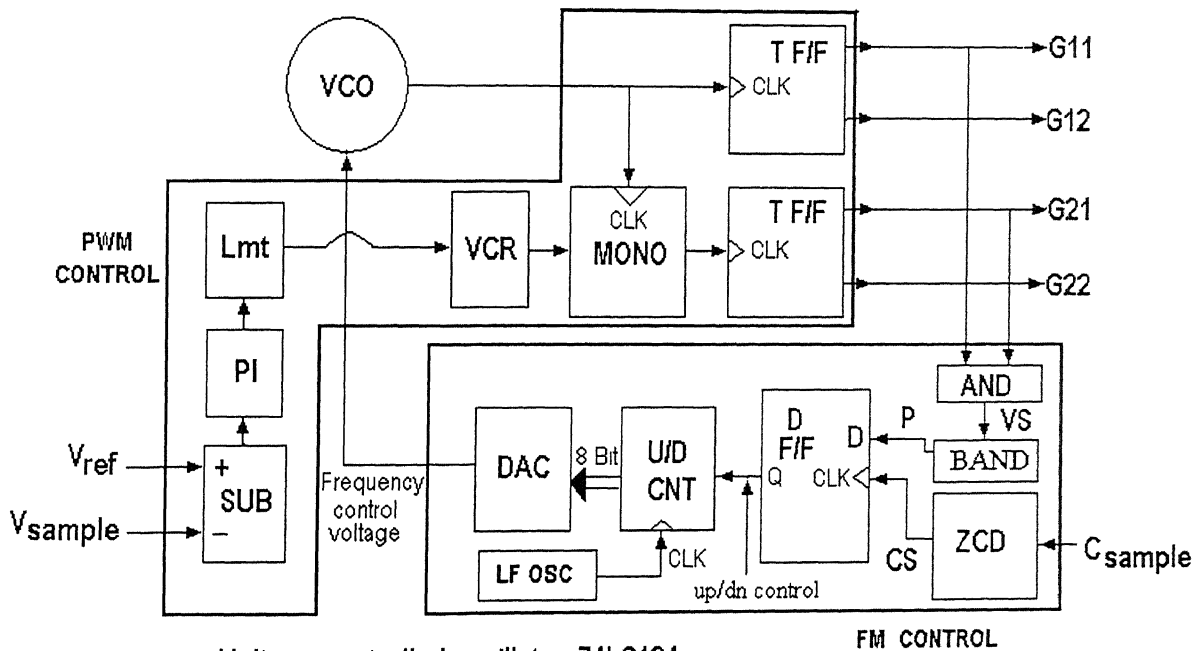 VCO
T F/F
CLK
G11
G12
PWM
CONTROL
Lmt
VCR
CLK
MONO
T F/F
CLK
G21
G22
PI
Vref
+
SUB
Vsample
−
Frequency
control
voltage
DAC
8 Bit
U/D
CNT
CLK
LF OSC
D
F/F
D
Q
CLK
up/dn control
P
AND
VS
BAND
CS
ZCD
Csample
FM CONTROL